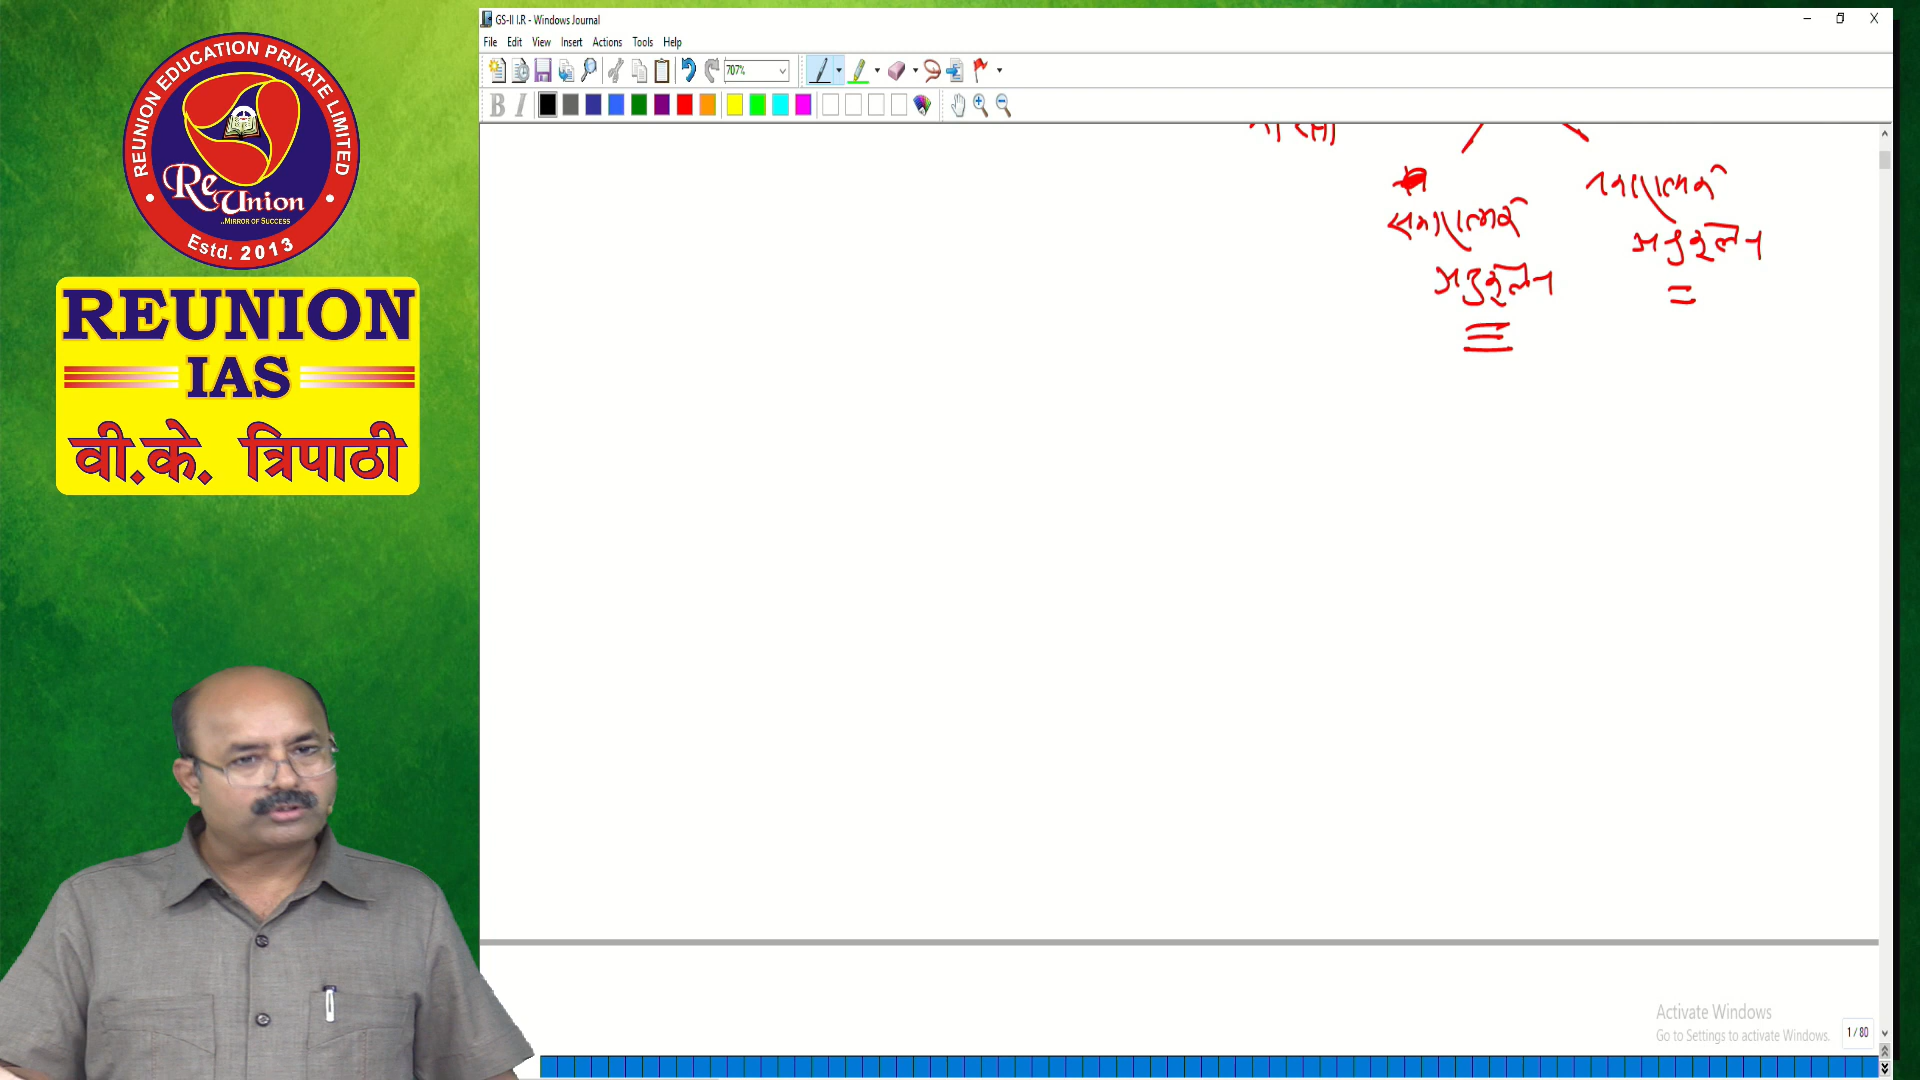 REUNION EDUCATION PRIVATE LIMITED
ReUnion
..MIRROR OF SUCCESS
Estd. 2013
REUNION
IAS
वी.के. त्रिपाठी
GS-II I.R - Windows Journal
File Edit View Insert Actions Tools Help
707%
B I
सकारात्मक
अनुकूलन
नकारात्मक
अनुकूलन
Activate Windows
Go to Settings to activate Windows.
1 / 80